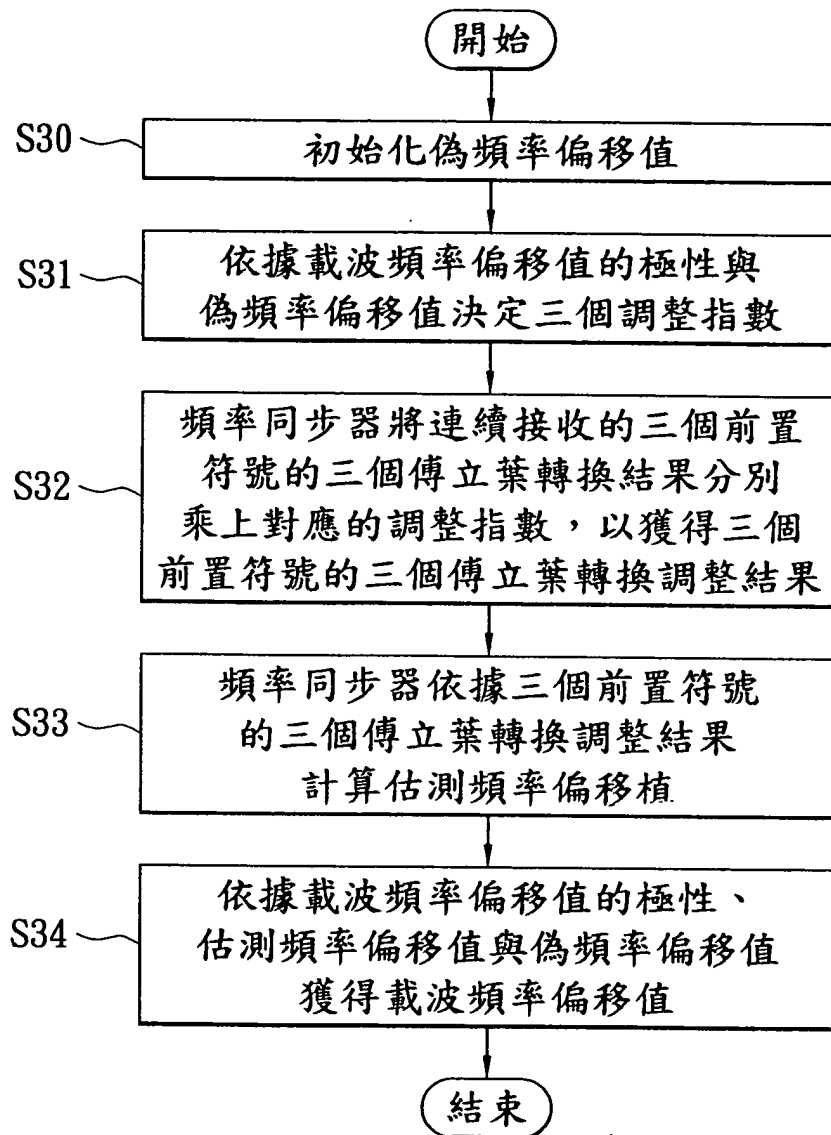 開始
S30
初始化偽頻率偏移值
S31
依據載波頻率偏移值的極性與
偽頻率偏移值決定三個調整指數
S32
頻率同步器將連續接收的三個前置
符號的三個傅立葉轉換結果分別
乘上對應的調整指數，以獲得三個
前置符號的三個傅立葉轉換調整結果
S33
頻率同步器依據三個前置符號
的三個傅立葉轉換調整結果
計算估測頻率偏移植
S34
依據載波頻率偏移值的極性、
估測頻率偏移值與偽頻率偏移值
獲得載波頻率偏移值
結束